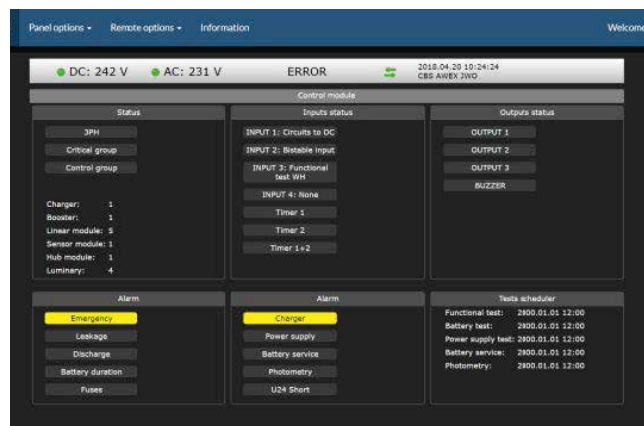 Panel options Remote options Information Welcome
DC: 242 V AC: 231 V ERROR 2018.04.20 10:24:24
CBS AWEX JWO
Control module
Status
3PH
Critical group
Control group
Charger: 1
Booster: 1
Linear module: 5
Sensor module: 1
Hub module: 1
Luminary: 4
Inputs status
INPUT 1: Circuits to DC
INPUT 2: Bistable input
INPUT 3: Functional
test WH
INPUT 4: None
Timer 1
Timer 2
Timer 1+2
Outputs status
OUTPUT 1
OUTPUT 2
OUTPUT 3
BUZZER
Alarm
Emergency
Leakage
Discharge
Battery duration
Fuses
Alarm
Charger
Power supply
Battery service
Photometry
U24 Short
Tests scheduler
Functional test: 2800.01.01 12:00
Battery test: 2800.01.01 12:00
Power supply test: 2800.01.01 12:00
Battery service: 2800.01.01 12:00
Photometry: 2800.01.01 12:00